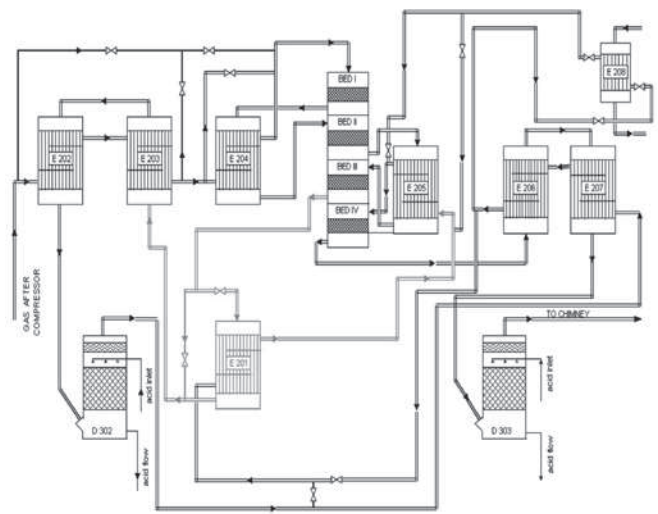 BED I
E 208
BED II
E 202
E 203
E 204
BED III
E 205
E 206
E 207
BED IV
GAS AFTER
COMPRESSOR
TO CHIMNEY
E 201
acid inlet
acid inlet
D 302
D 303
acid flow
acid flow